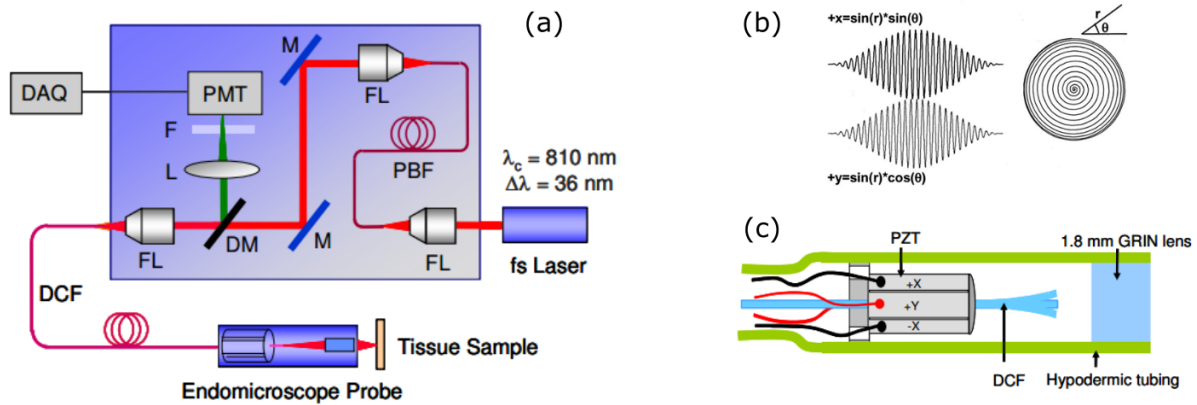 (a)
M
DAQ
PMT
FL
F
PBF
L
λc = 810 nm
Δλ = 36 nm
FL
DM
M
FL
fs Laser
DCF
Tissue Sample
Endomicroscope Probe
(b)
+x=sin(r)*sin(θ)
r
θ
+y=sin(r)*cos(θ)
(c)
PZT
1.8 mm GRIN lens
+X
+Y
-X
DCF
Hypodermic tubing